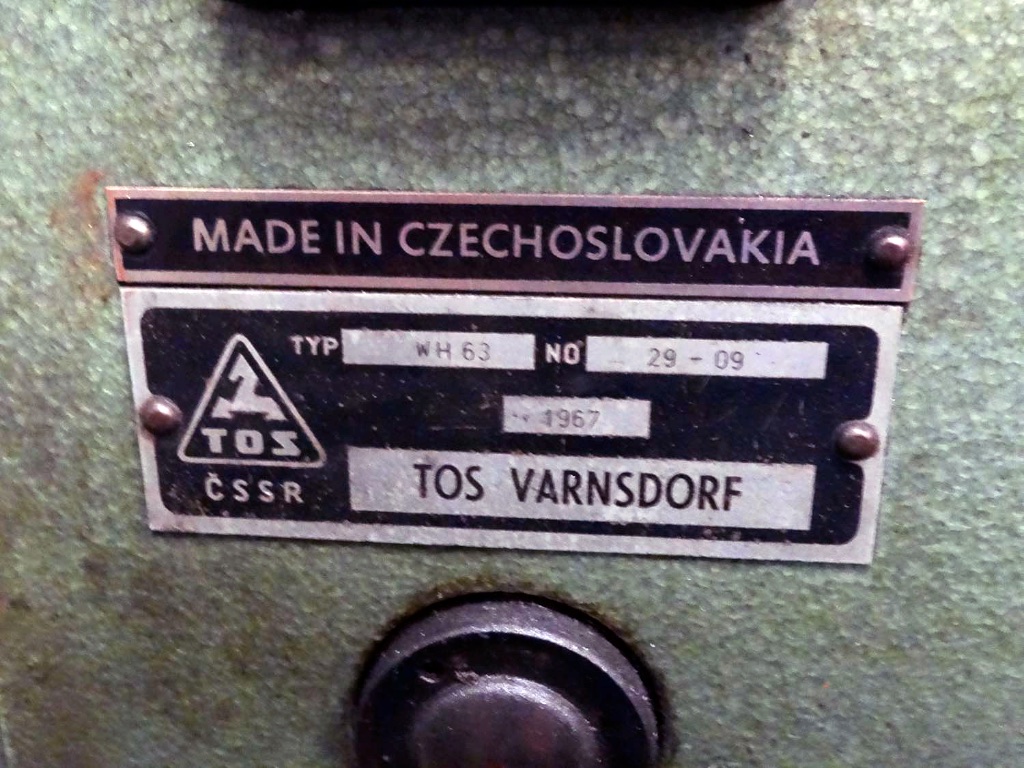 MADE IN CZECHOSLOVAKIA
TYP WH 63 NO 29 - 09
1967
TOS
ČSSR
TOS VARNSDORF